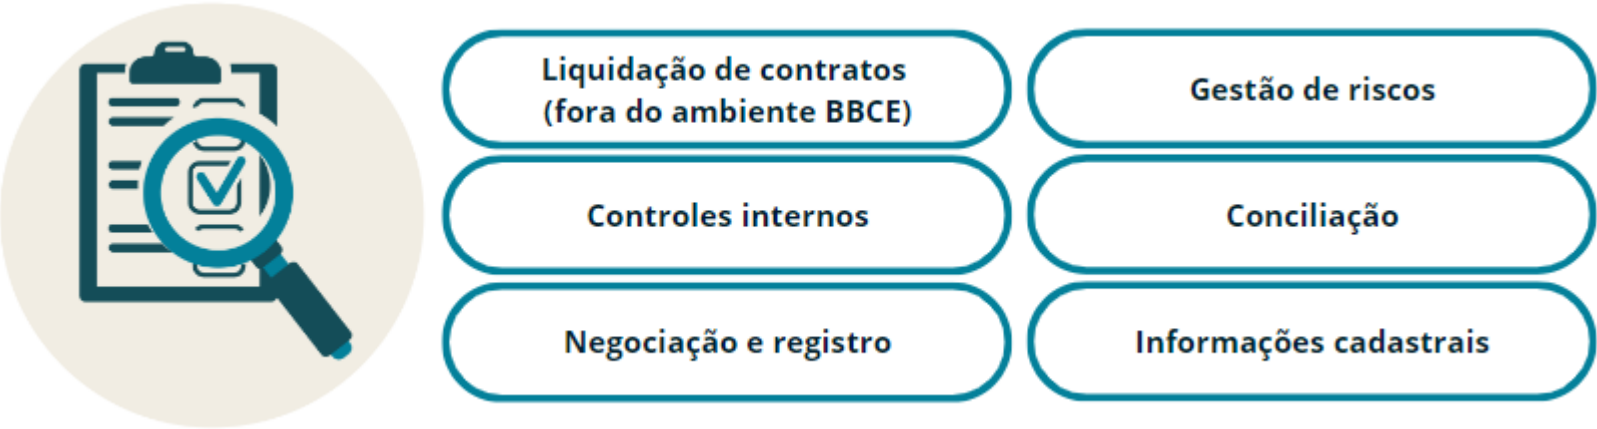 Liquidação de contratos
(fora do ambiente BBCE)
Gestão de riscos
Controles internos
Conciliação
Negociação e registro
Informações cadastrais